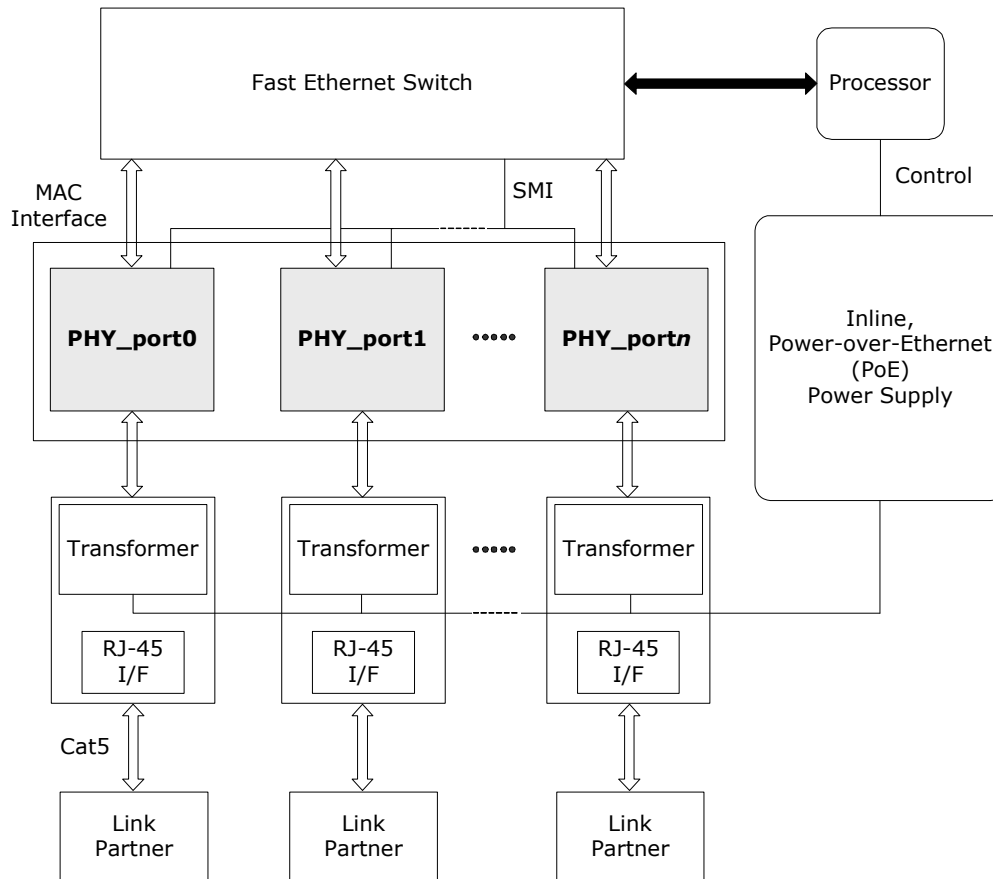 Fast Ethernet Switch
Processor
MAC
Interface
SMI
Control
PHY_port0
PHY_port1
PHY_portn
Inline,
Power-over-Ethernet
(PoE)
Power Supply
Transformer
Transformer
Transformer
RJ-45
I/F
RJ-45
I/F
RJ-45
I/F
Cat5
Link
Partner
Link
Partner
Link
Partner